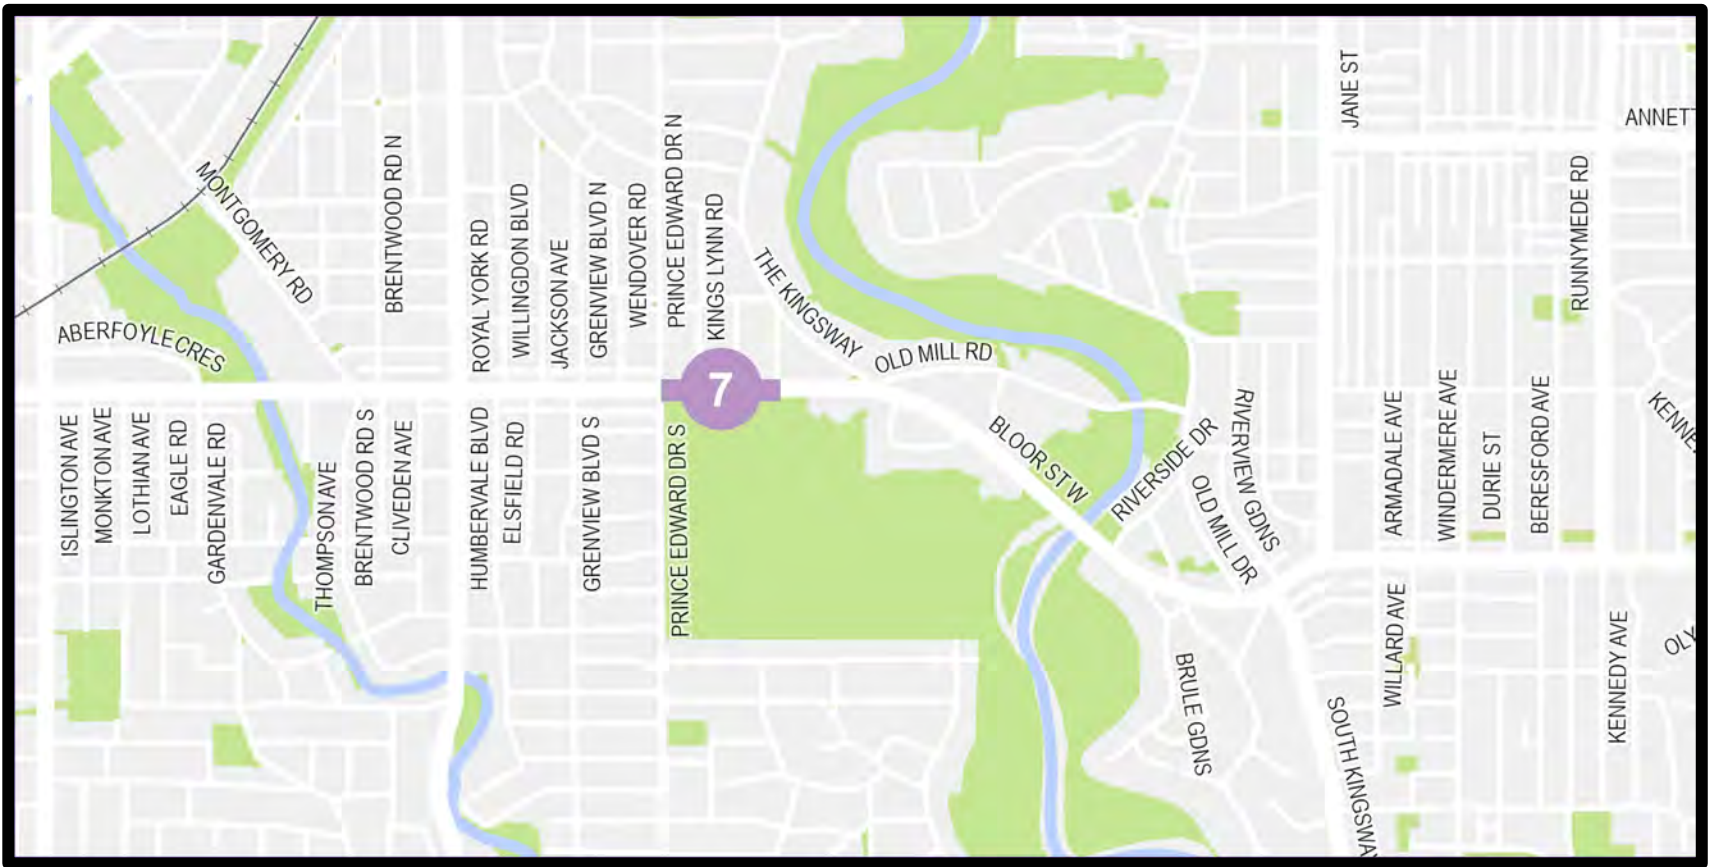 JANE ST
ANNETT
MONTGOMERY RD
BRENTWOOD RD N
ROYAL YORK RD
WILLINGDON BLVD
JACKSON AVE
GRENVIEW BLVD N
WENDOVER RD
PRINCE EDWARD DR N
KINGS LYNN RD
THE KINGSWAY
OLD MILL RD
RUNNYMEDE RD
ABERFOYLE CRES
7
ISLINGTON AVE
MONKTON AVE
LOTHIAN AVE
EAGLE RD
GARDENVALE RD
THOMPSON AVE
BRENTWOOD RD S
CLIVEDEN AVE
HUMBERVALE BLVD
ELSFIELD RD
GRENVIEW BLVD S
PRINCE EDWARD DR S
BLOOR ST W
RIVERSIDE DR
RIVERVIEW GDNS
OLD MILL DR
ARMADALE AVE
WINDERMERE AVE
DURIE ST
BERESFORD AVE
KENNE
WILLARD AVE
KENNEDY AVE
OLY
BRULE GDNS
SOUTH KINGSWAY